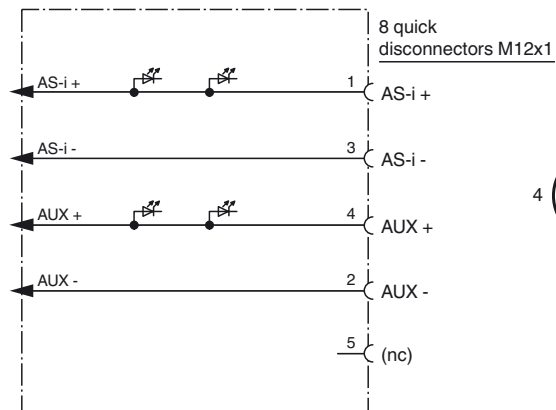 8 quick
disconnectors M12x1
AS-i + 1 AS-i +
AS-i - 3 AS-i -
4
AUX + 4 AUX +
AUX - 2 AUX -
5 (nc)